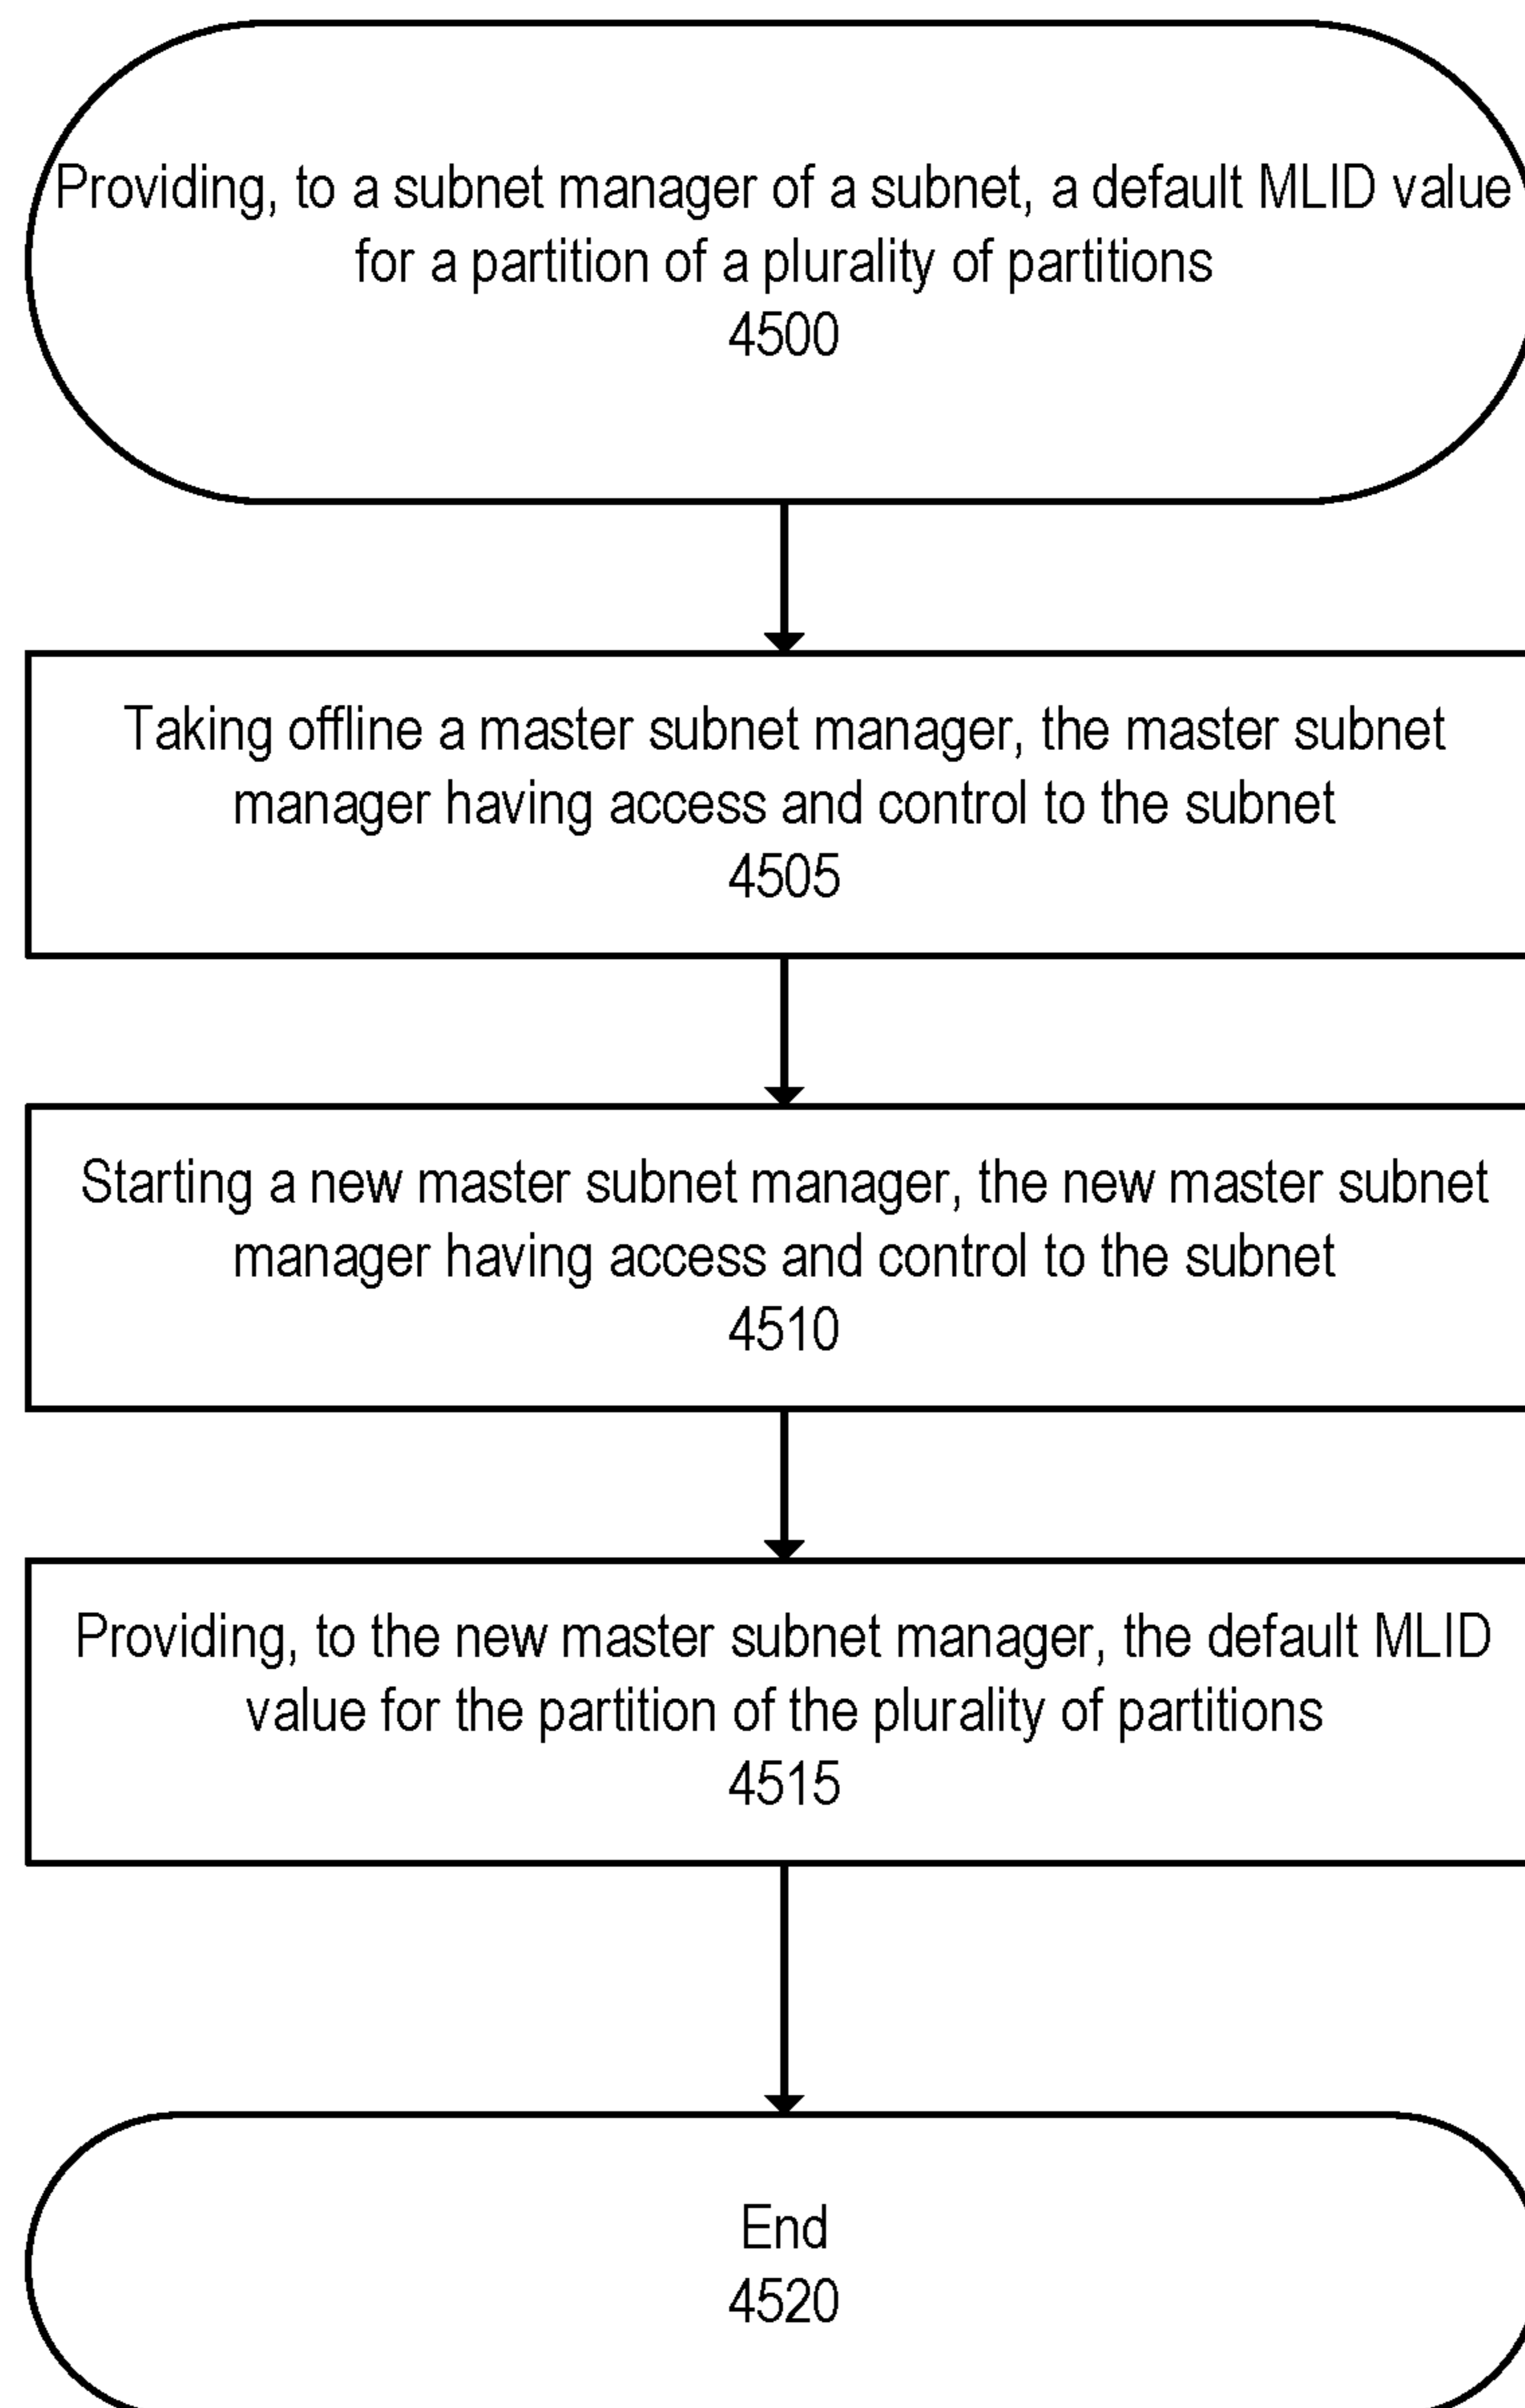 Providing, to a subnet manager of a subnet, a default MLID value
for a partition of a plurality of partitions
4500
Taking offline a master subnet manager, the master subnet
manager having access and control to the subnet
4505
Starting a new master subnet manager, the new master subnet
manager having access and control to the subnet
4510
Providing, to the new master subnet manager, the default MLID
value for the partition of the plurality of partitions
4515
End
4520